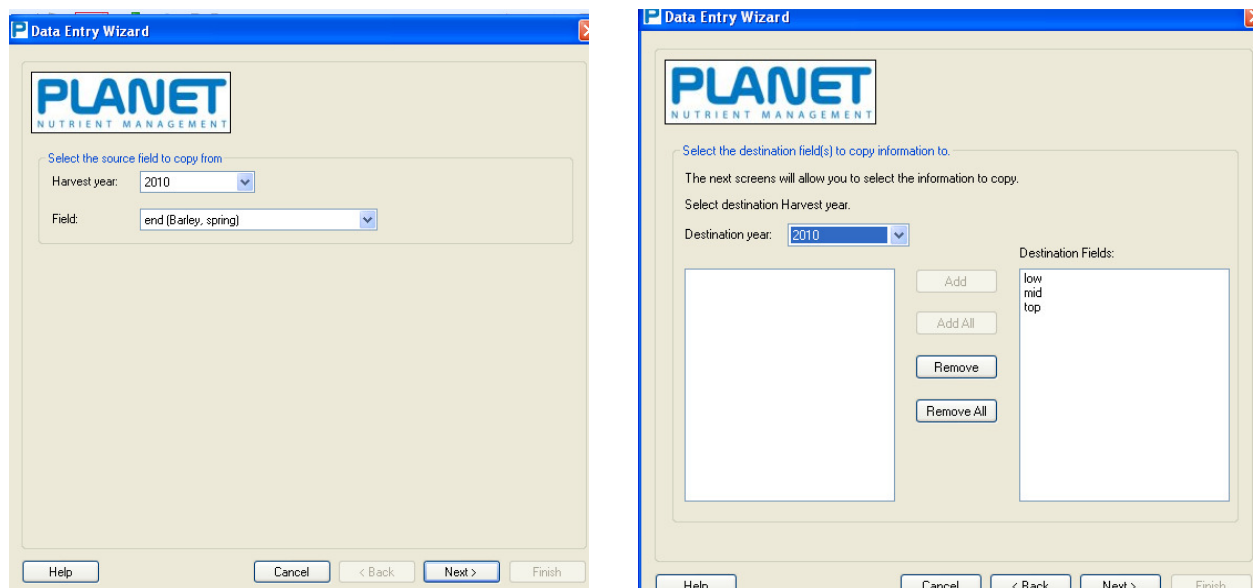 Data Entry Wizard
PLANET
NUTRIENT MANAGEMENT
Select the source field to copy from
Harvest year: 2010
Field: end (Barley, spring)
Help Cancel < Back Next > Finish
Data Entry Wizard
PLANET
NUTRIENT MANAGEMENT
Select the destination field(s) to copy information to.
The next screens will allow you to select the information to copy.
Select destination Harvest year.
Destination year: 2010
Destination Fields:
Add
Add All
Remove
Remove All
low
mid
top
Help Cancel < Back Next > Finish